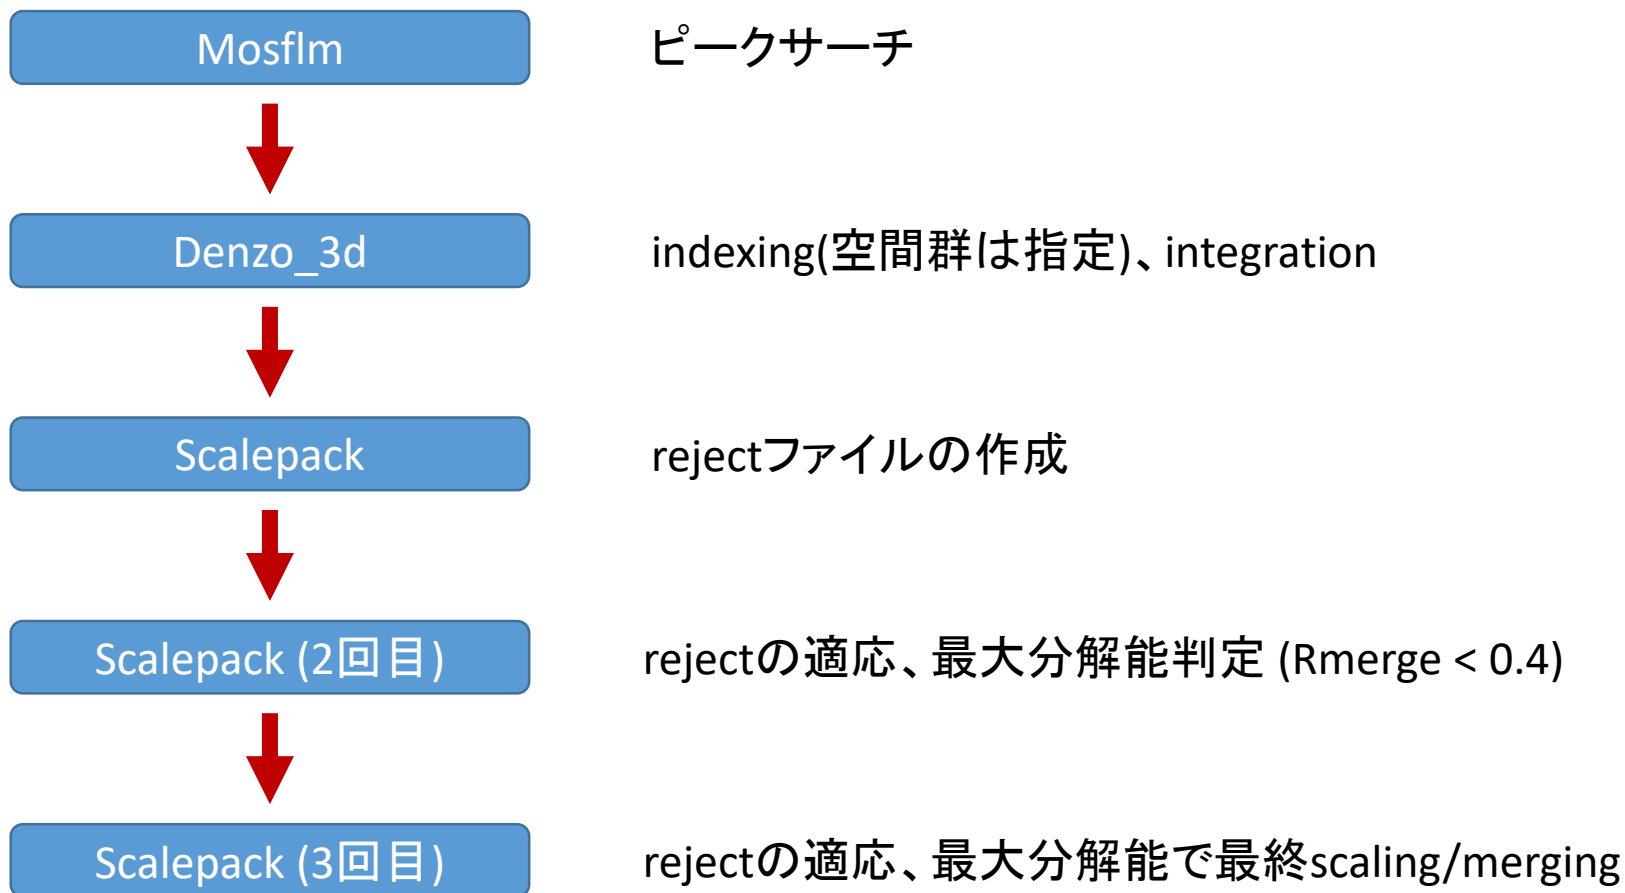 Mosflm
ピークサーチ
Denzo_3d
indexing(空間群は指定)、integration
Scalepack
rejectファイルの作成
Scalepack (2回目)
rejectの適応、最大分解能判定 (Rmerge < 0.4)
Scalepack (3回目)
rejectの適応、最大分解能で最終scaling/merging